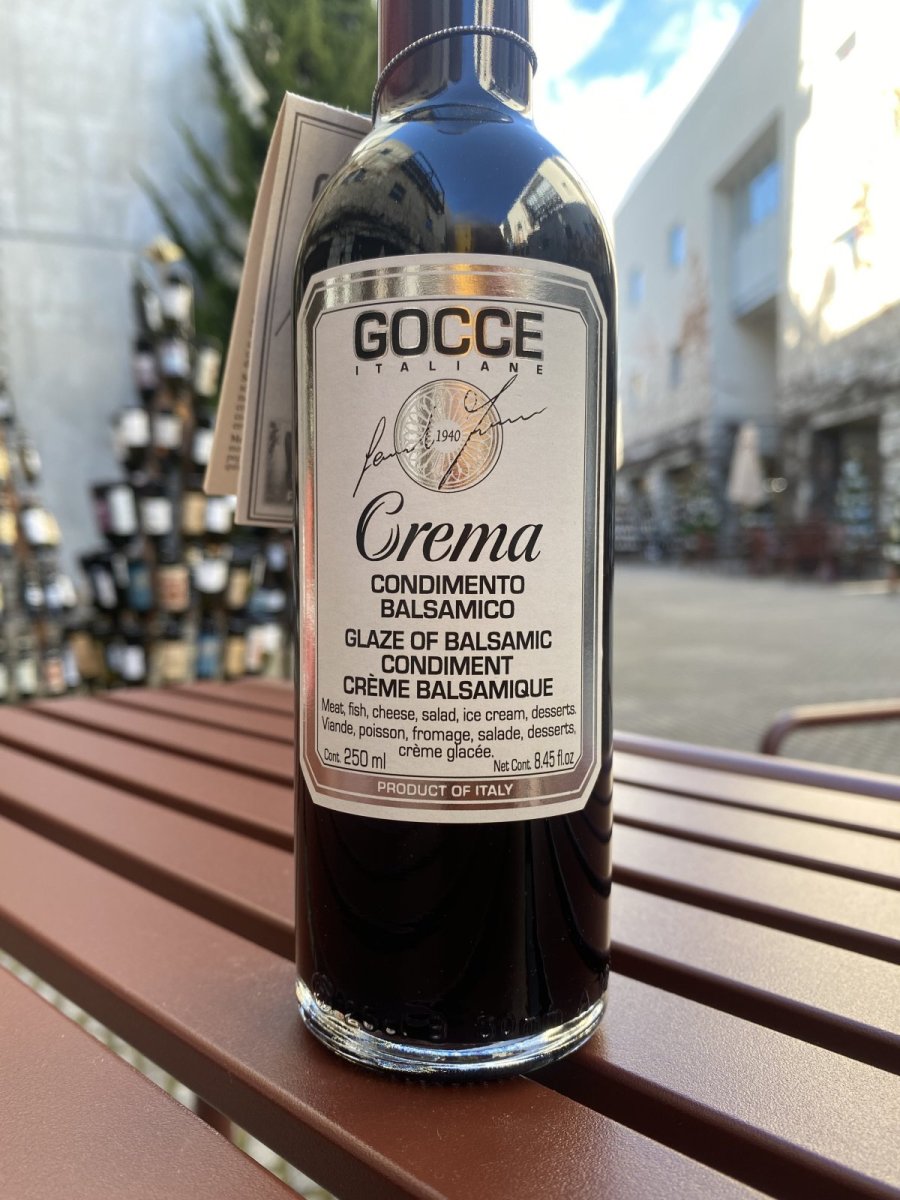 GOCCE
ITALIANE
1940
Crema
CONDIMENTO
BALSAMICO
GLAZE OF BALSAMIC
CONDIMENT
CRÈME BALSAMIQUE
Meat, fish, cheese, salad, ice cream, desserts.
Viande, poisson, fromage, salade, desserts,
crème glacée.
Cont. 250 ml Net Cont. 8.45 fl.oz
PRODUCT OF ITALY